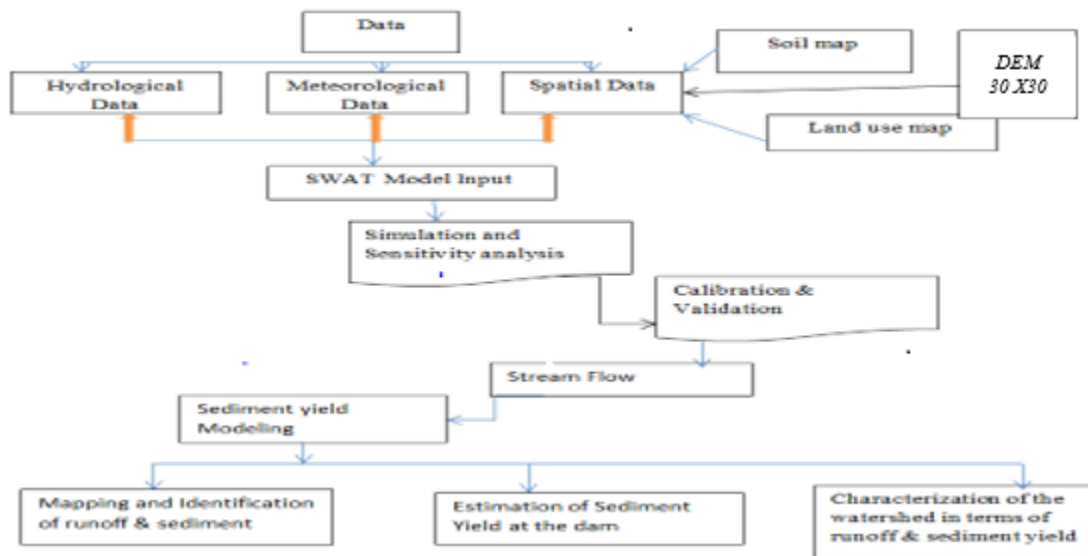 Data
Soil map
DEM
30 X30
Hydrological
Data
Meteorological
Data
Spatial Data
Land use map
SWAT Model Input
Simulation and
Sensitivity analysis
Calibration &
Validation
Stream Flow
Sediment yield
Modeling
Mapping and Identification
of runoff & sediment
Estimation of Sediment
Yield at the dam
Characterization of the
watershed in terms of
runoff & sediment yield